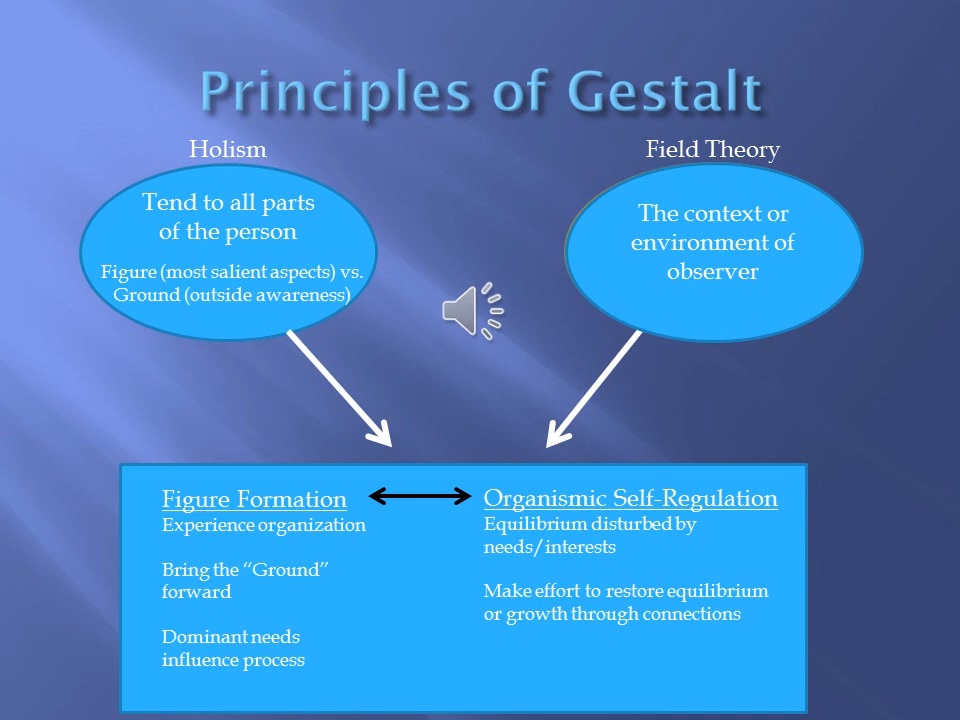 Principles of Gestalt
Holism
Tend to all parts
of the person
Figure (most salient aspects) vs.
Ground (outside awareness)
Field Theory
The context or
environment of
observer
Figure Formation
Experience organization
Bring the “Ground”
forward
Dominant needs
influence process
Organismic Self-Regulation
Equilibrium disturbed by
needs/interests
Make effort to restore equilibrium
or growth through connections